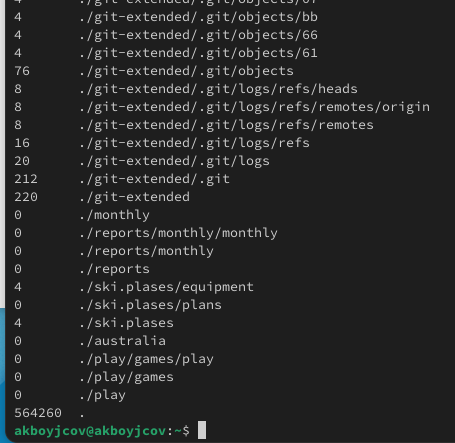 4 ./git-extended/.git/objects/67
4 ./git-extended/.git/objects/bb
4 ./git-extended/.git/objects/66
4 ./git-extended/.git/objects/61
76 ./git-extended/.git/objects
8 ./git-extended/.git/logs/refs/heads
8 ./git-extended/.git/logs/refs/remotes/origin
8 ./git-extended/.git/logs/refs/remotes
16 ./git-extended/.git/logs/refs
20 ./git-extended/.git/logs
212 ./git-extended/.git
220 ./git-extended
0 ./monthly
0 ./reports/monthly/monthly
0 ./reports/monthly
0 ./reports
4 ./ski.plases/equipment
0 ./ski.plases/plans
4 ./ski.plases
0 ./australia
0 ./play/games/play
0 ./play/games
0 ./play
564260 .
akboyjcov@akboyjcov:~$